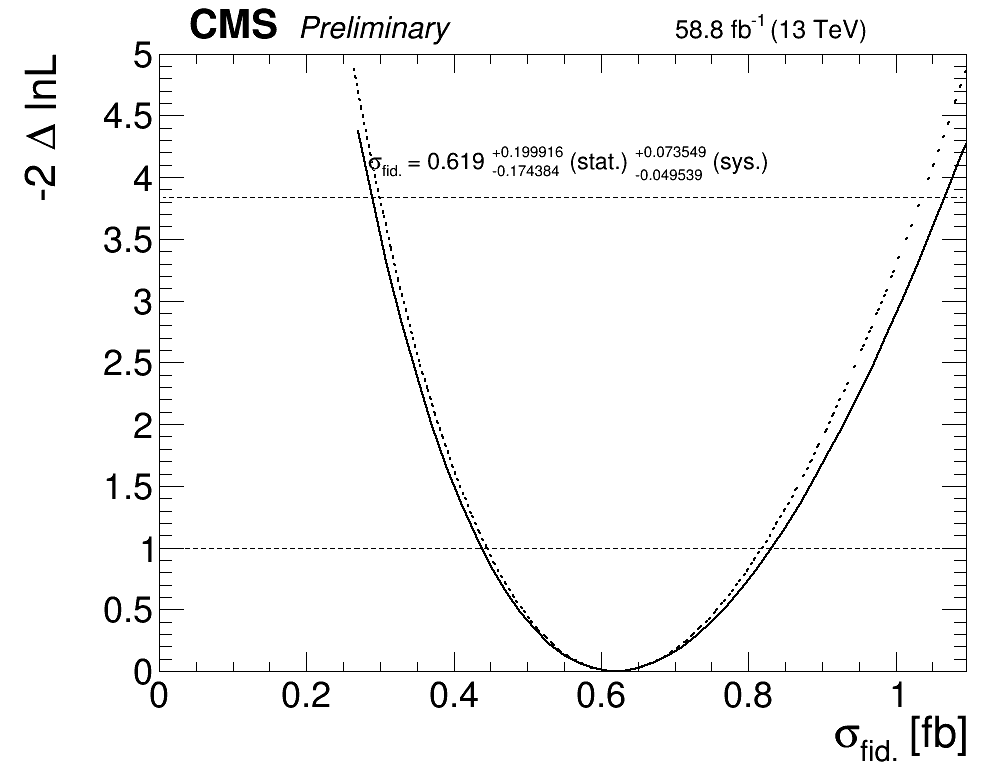 CMS Preliminary 58.8 fb⁻¹ (13 TeV)
-2 Δ lnL
5
4.5
4
3.5
3
2.5
2
1.5
1
0.5
0
σfid. = 0.619 +0.199916 -0.174384 (stat.) +0.073549 -0.049539 (sys.)
0 0.2 0.4 0.6 0.8 1
σfid. [fb]